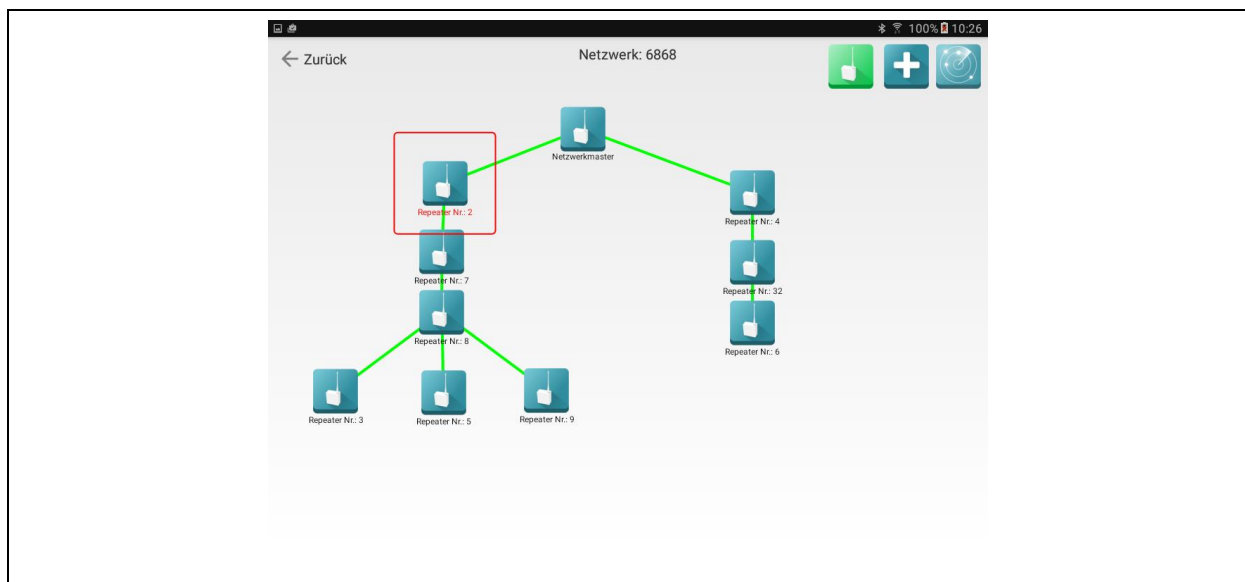 100% 10:26
Zurück
Netzwerk: 6868
Netzwerkmaster
Repeater Nr.: 2
Repeater Nr.: 4
Repeater Nr.: 7
Repeater Nr.: 32
Repeater Nr.: 8
Repeater Nr.: 6
Repeater Nr.: 3
Repeater Nr.: 5
Repeater Nr.: 9